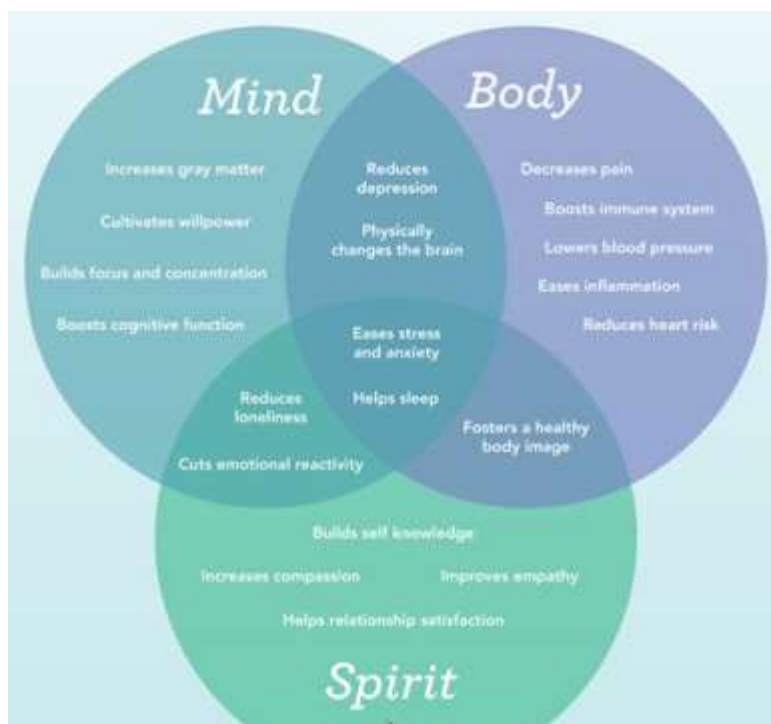 Mind
Body
Increases gray matter
Cultivates willpower
Builds focus and concentration
Boosts cognitive function
Reduces
depression
Physically
changes the brain
Decreases pain
Boosts immune system
Lowers blood pressure
Eases inflammation
Reduces heart risk
Eases stress
and anxiety
Helps sleep
Reduces
loneliness
Cuts emotional reactivity
Fosters a healthy
body image
Builds self knowledge
Increases compassion
Improves empathy
Helps relationship satisfaction
Spirit